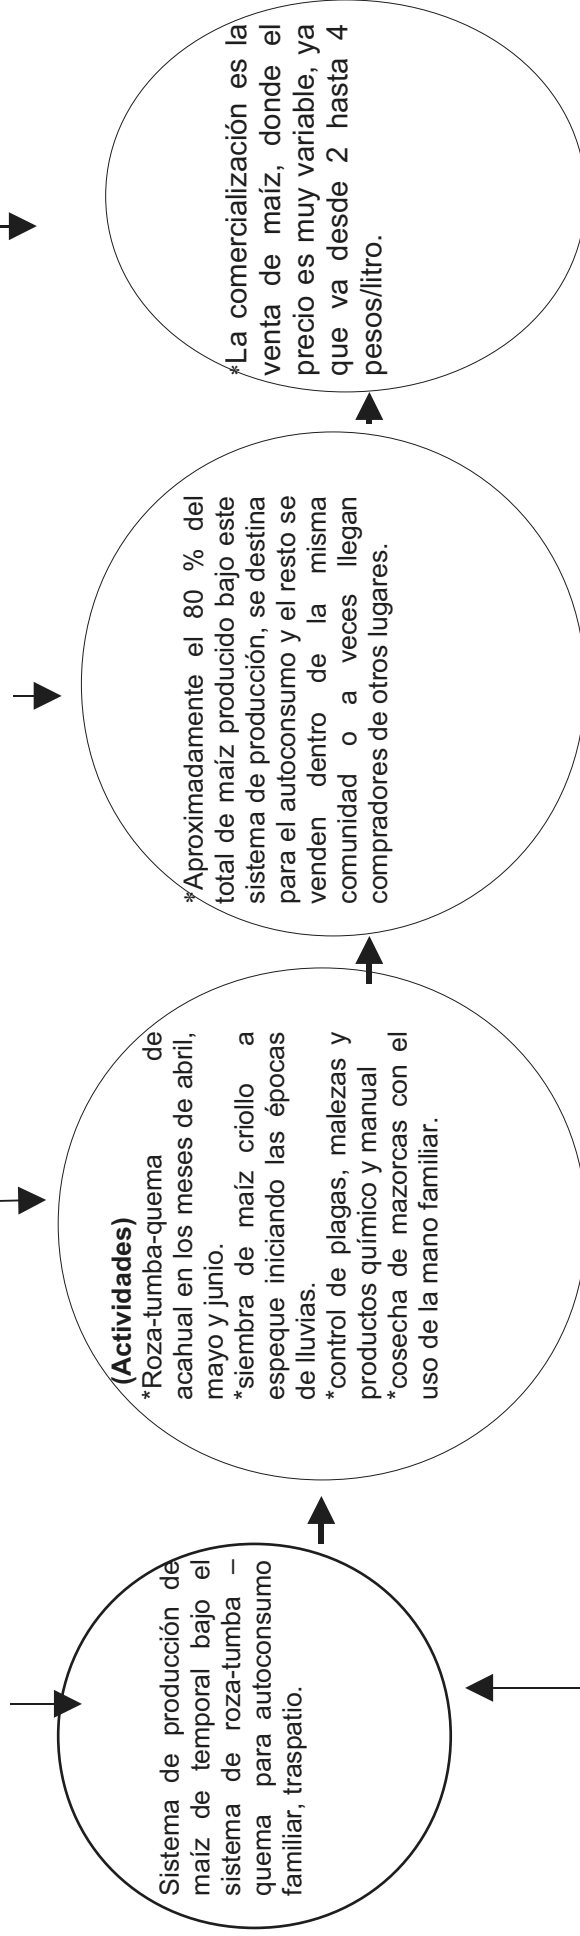 Sistema de producción de
maíz de temporal bajo el
sistema de roza-tumba –
quema para autoconsumo
familiar, traspatio.
(Actividades)
*Roza-tumba-quema de
acahual en los meses de abril,
mayo y junio.
*siembra de maíz criollo a
espeque iniciando las épocas
de lluvias.
*control de plagas, malezas y
productos químico y manual
*cosecha de mazorcas con el
uso de la mano familiar.
*Aproximadamente el 80 % del
total de maíz producido bajo este
sistema de producción, se destina
para el autoconsumo y el resto se
venden dentro de la misma
comunidad o a veces llegan
compradores de otros lugares.
*La comercialización es la
venta de maíz, donde el
precio es muy variable, ya
que va desde 2 hasta 4
pesos/litro.